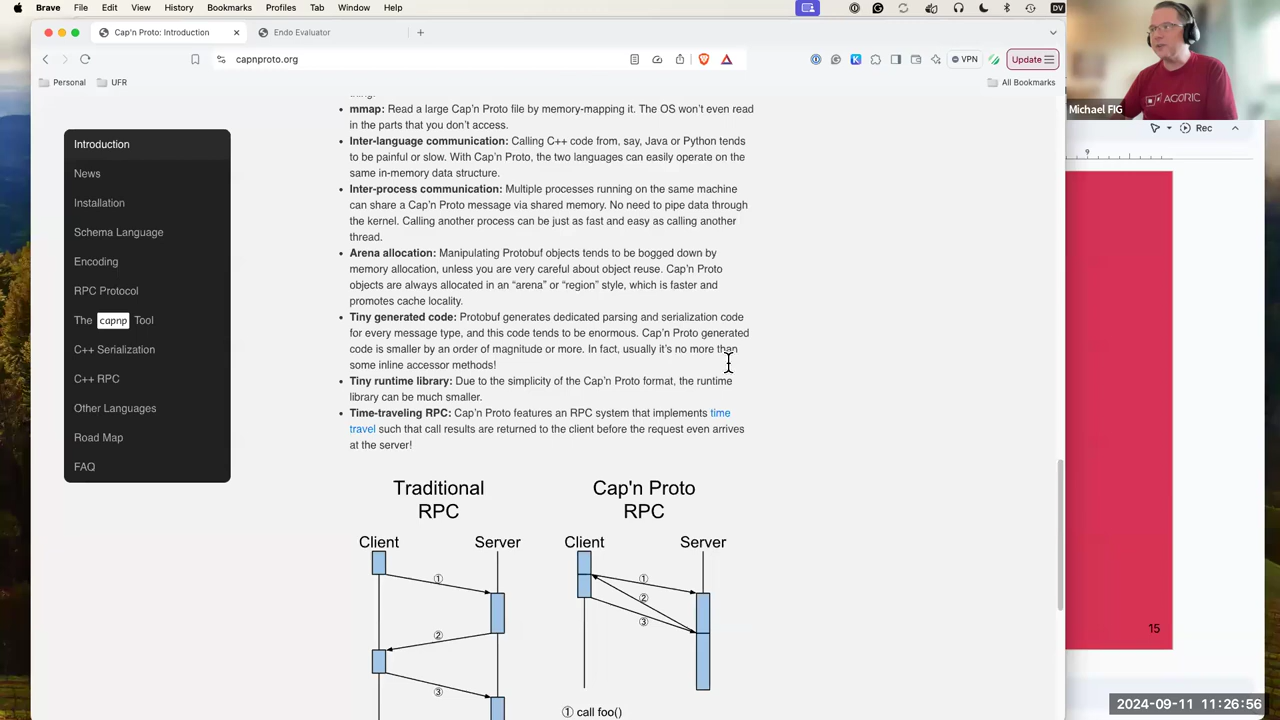 Brave File Edit View History Bookmarks Profiles Tab Window Help
DV
Cap'n Proto: Introduction
Endo Evaluator
capnproto.org
VPN
Update
Personal
UFR
All Bookmarks
AGORIC
Michael FIG
Rec
9
Introduction
News
Installation
Schema Language
Encoding
RPC Protocol
The capnp Tool
C++ Serialization
C++ RPC
Other Languages
Road Map
FAQ
thing.
• mmap: Read a large Cap’n Proto file by memory-mapping it. The OS won’t even read
in the parts that you don’t access.
• Inter-language communication: Calling C++ code from, say, Java or Python tends
to be painful or slow. With Cap’n Proto, the two languages can easily operate on the
same in-memory data structure.
• Inter-process communication: Multiple processes running on the same machine
can share a Cap’n Proto message via shared memory. No need to pipe data through
the kernel. Calling another process can be just as fast and easy as calling another
thread.
• Arena allocation: Manipulating Protobuf objects tends to be bogged down by
memory allocation, unless you are very careful about object reuse. Cap’n Proto
objects are always allocated in an “arena” or “region” style, which is faster and
promotes cache locality.
• Tiny generated code: Protobuf generates dedicated parsing and serialization code
for every message type, and this code tends to be enormous. Cap’n Proto generated
code is smaller by an order of magnitude or more. In fact, usually it’s no more than
some inline accessor methods!
• Tiny runtime library: Due to the simplicity of the Cap’n Proto format, the runtime
library can be much smaller.
• Time-traveling RPC: Cap’n Proto features an RPC system that implements time
travel such that call results are returned to the client before the request even arrives
at the server!
Traditional
RPC
Client
Server
①
②
③
Cap'n Proto
RPC
Client
Server
①
②
③
① call foo()
15
2024-09-11 11:26:56